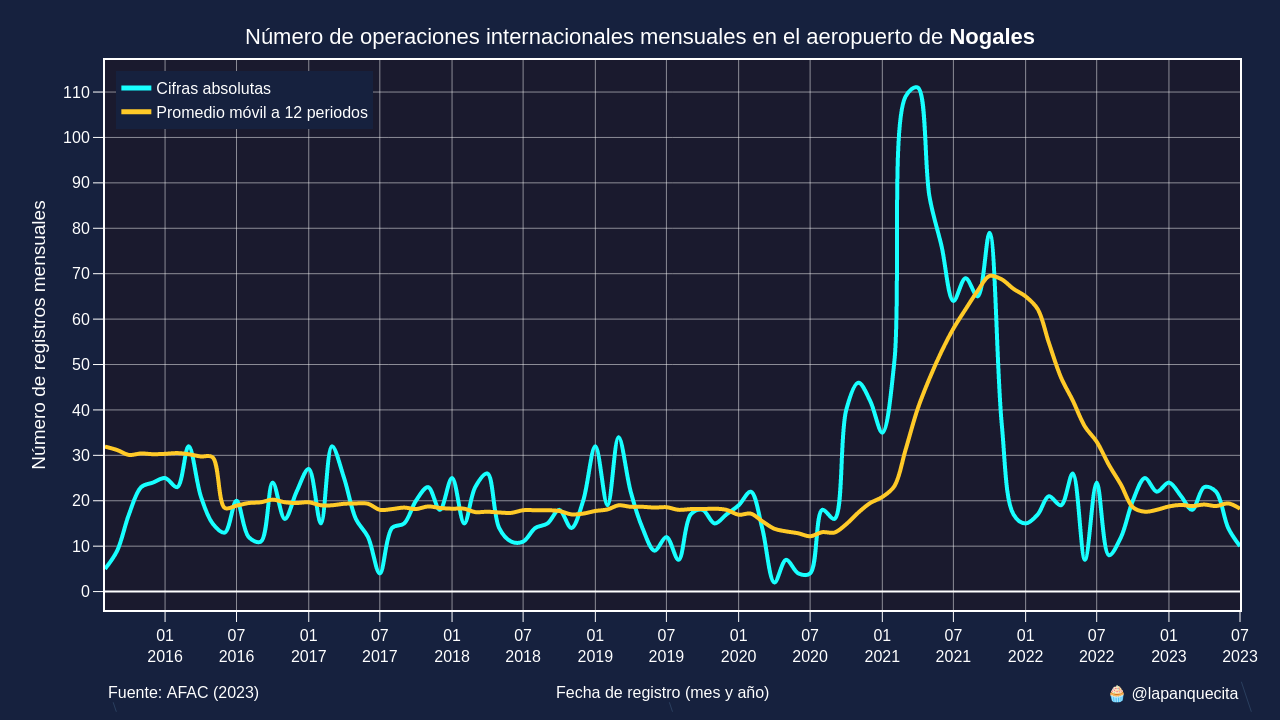 Número de operaciones internacionales mensuales en el aeropuerto de Nogales
Cifras absolutas
Promedio móvil a 12 periodos
Número de registros mensuales
110
100
90
80
70
60
50
40
30
20
10
0
01 07 01 07 01 07 01 07 01 07 01 07 01 07 01 07
2016 2016 2017 2017 2018 2018 2019 2019 2020 2020 2021 2021 2022 2022 2023 2023
Fuente: AFAC (2023)
Fecha de registro (mes y año)
🧁 @lapanquecita